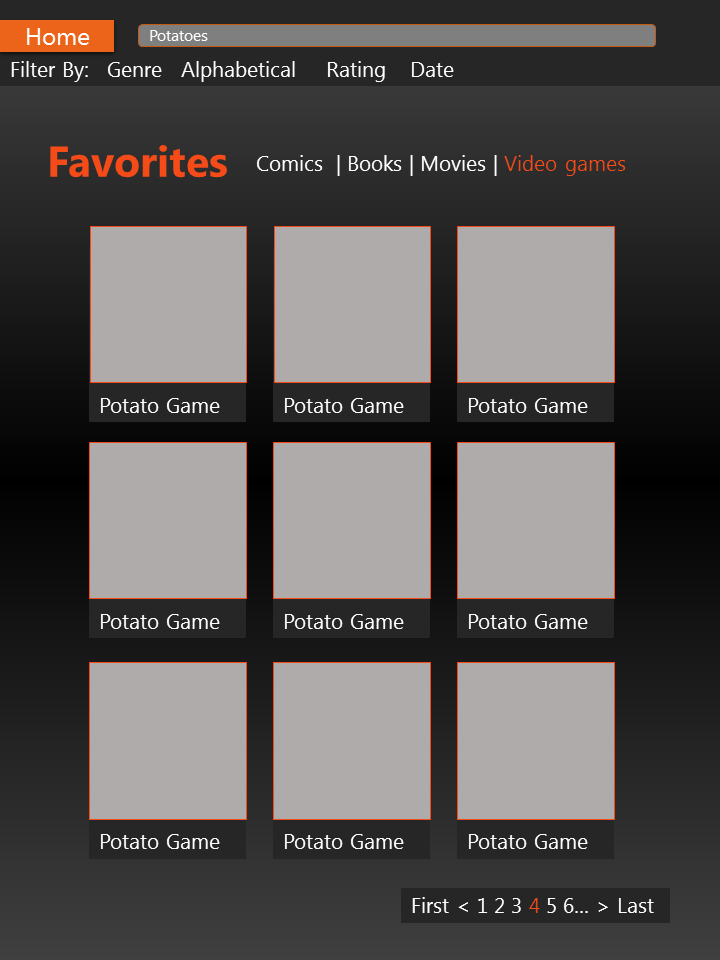 Home
Potatoes
Filter By: Genre Alphabetical Rating Date
Favorites
Comics | Books | Movies | Video games
Potato Game Potato Game Potato Game
Potato Game Potato Game Potato Game
Potato Game Potato Game Potato Game
First < 1 2 3 4 5 6... > Last